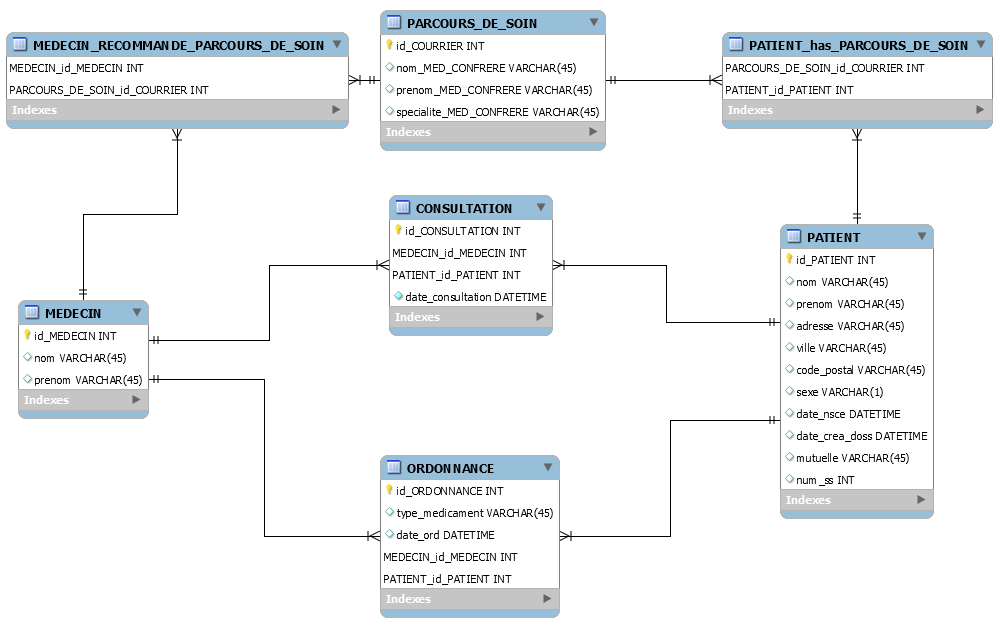 MEDECIN_RECOMMANDE_PARCOURS_DE_SOIN
MEDECIN_id_MEDECIN INT
PARCOURS_DE_SOIN_id_COURRIER INT
Indexes
PARCOURS_DE_SOIN
id_COURRIER INT
nom_MED_CONFRERE VARCHAR(45)
prenom_MED_CONFRERE VARCHAR(45)
specialite_MED_CONFRERE VARCHAR(45)
Indexes
PATIENT_has_PARCOURS_DE_SOIN
PARCOURS_DE_SOIN_id_COURRIER INT
PATIENT_id_PATIENT INT
Indexes
CONSULTATION
id_CONSULTATION INT
MEDECIN_id_MEDECIN INT
PATIENT_id_PATIENT INT
date_consultation DATETIME
Indexes
PATIENT
id_PATIENT INT
nom VARCHAR(45)
prenom VARCHAR(45)
adresse VARCHAR(45)
ville VARCHAR(45)
code_postal VARCHAR(45)
sexe VARCHAR(1)
date_nsce DATETIME
date_crea_doss DATETIME
mutuelle VARCHAR(45)
num_ss INT
Indexes
MEDECIN
id_MEDECIN INT
nom VARCHAR(45)
prenom VARCHAR(45)
Indexes
ORDONNANCE
id_ORDONNANCE INT
type_medicament VARCHAR(45)
date_ord DATETIME
MEDECIN_id_MEDECIN INT
PATIENT_id_PATIENT INT
Indexes